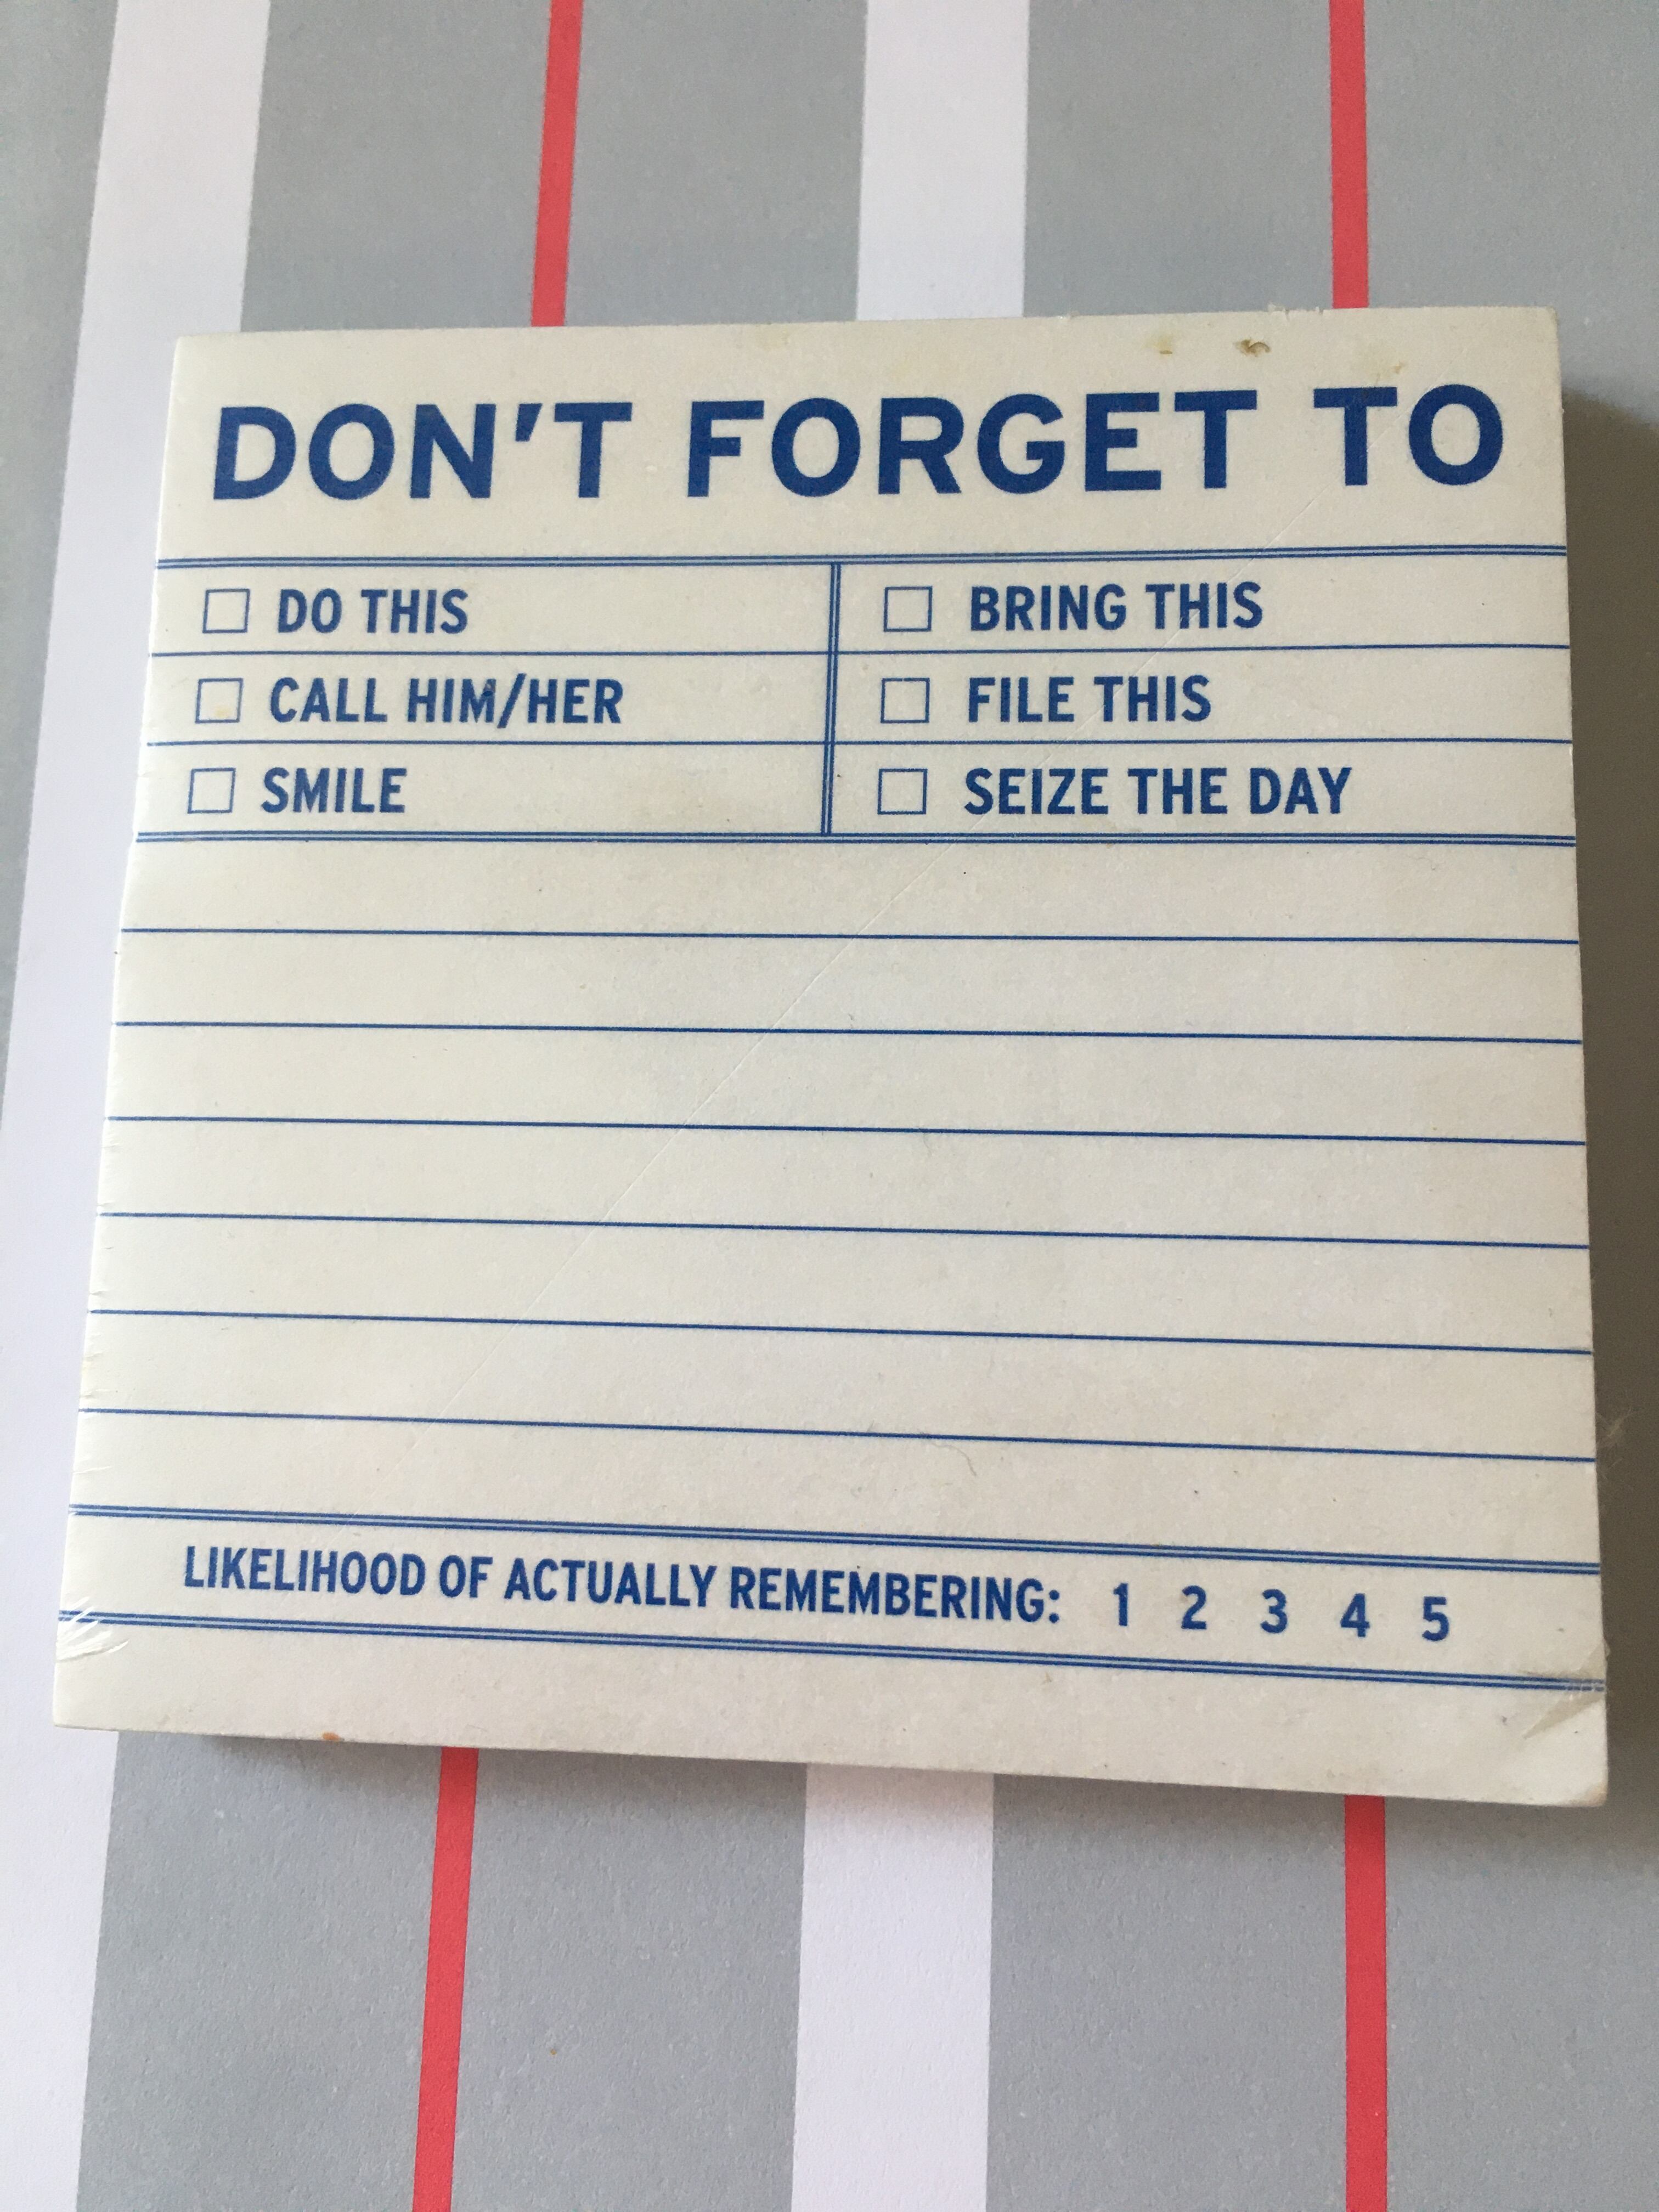 DON'T FORGET TO
DO THIS
BRING THIS
CALL HIM/HER
FILE THIS
SMILE
SEIZE THE DAY
LIKELIHOOD OF ACTUALLY REMEMBERING: 1 2 3 4 5